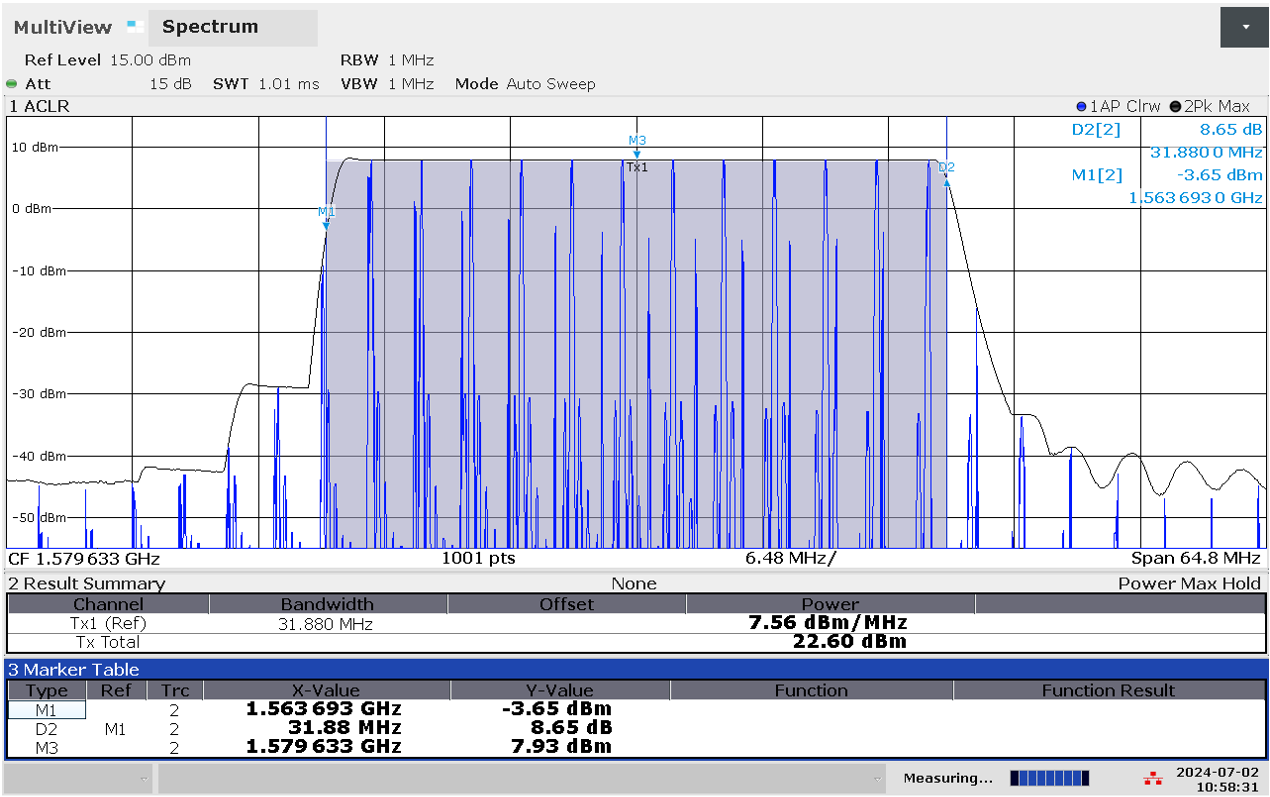 MultiView Spectrum
Ref Level 15.00 dBm RBW 1 MHz
Att 15 dB SWT 1.01 ms VBW 1 MHz Mode Auto Sweep
1 ACLR 1AP Clrw 2Pk Max
D2[2] 8.65 dB
31.880 0 MHz
M1[2] -3.65 dBm
1.563 693 0 GHz
M3
10 dBm
Tx1
D2
0 dBm
M1
-10 dBm
-20 dBm
-30 dBm
-40 dBm
-50 dBm
CF 1.579 633 GHz 1001 pts 6.48 MHz/ Span 64.8 MHz
2 Result Summary None Power Max Hold
Channel Bandwidth Offset Power
Tx1 (Ref) 31.880 MHz 7.56 dBm/MHz
Tx Total 22.60 dBm
3 Marker Table
Type Ref Trc X-Value Y-Value Function Function Result
M1 2 1.563 693 GHz -3.65 dBm
D2 M1 2 31.88 MHz 8.65 dB
M3 2 1.579 633 GHz 7.93 dBm
Measuring... 2024-07-02
10:58:31